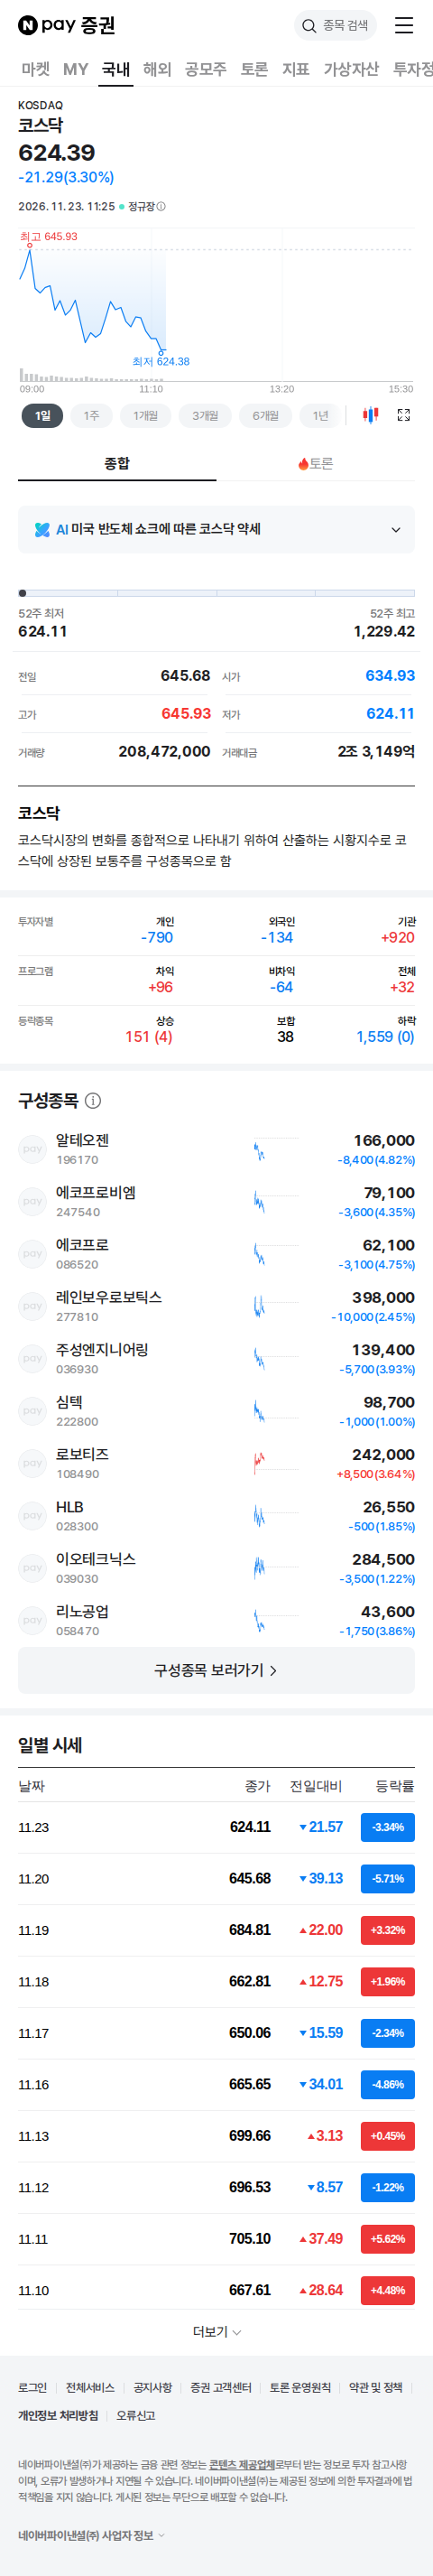 N pay 증권
종목 검색
마켓 MY 국내 해외 공모주 토론 지표 가상자산 투자정
KOSDAQ
코스닥
624.39
-21.29(3.30%)
2026. 11. 23. 11:25 정규장
최고 645.93
최저 624.38
09:00 11:10 13:20 15:30
1일 1주 1개월 3개월 6개월 1년
종합 토론
AI 미국 반도체 쇼크에 따른 코스닥 약세
52주 최저 52주 최고
624.11 1,229.42
전일 645.68 시가 634.93
고가 645.93 저가 624.11
거래량 208,472,000 거래대금 2조 3,149억
코스닥
코스닥시장의 변화를 종합적으로 나타내기 위하여 산출하는 시황지수로 코
스닥에 상장된 보통주를 구성종목으로 함
투자자별 개인 외국인 기관
-790 -134 +920
프로그램 차익 비차익 전체
+96 -64 +32
등락종목 상승 보합 하락
151 (4) 38 1,559 (0)
구성종목
pay 알테오젠 166,000
196170 -8,400(4.82%)
pay 에코프로비엠 79,100
247540 -3,600(4.35%)
pay 에코프로 62,100
086520 -3,100(4.75%)
pay 레인보우로보틱스 398,000
277810 -10,000(2.45%)
pay 주성엔지니어링 139,400
036930 -5,700(3.93%)
pay 심텍 98,700
222800 -1,000(1.00%)
pay 로보티즈 242,000
108490 +8,500(3.64%)
pay HLB 26,550
028300 -500(1.85%)
pay 이오테크닉스 284,500
039030 -3,500(1.22%)
pay 리노공업 43,600
058470 -1,750(3.86%)
구성종목 보러가기
일별 시세
날짜 종가 전일대비 등락률
11.23 624.11 ▼21.57 -3.34%
11.20 645.68 ▼39.13 -5.71%
11.19 684.81 ▲22.00 +3.32%
11.18 662.81 ▲12.75 +1.96%
11.17 650.06 ▼15.59 -2.34%
11.16 665.65 ▼34.01 -4.86%
11.13 699.66 ▲3.13 +0.45%
11.12 696.53 ▼8.57 -1.22%
11.11 705.10 ▲37.49 +5.62%
11.10 667.61 ▲28.64 +4.48%
더보기
로그인 전체서비스 공지사항 증권 고객센터 토론 운영원칙 약관 및 정책
개인정보 처리방침 오류신고
네이버파이낸셜(주)가 제공하는 금융 관련 정보는 콘텐츠 제공업체로부터 받는 정보로 투자 참고사항
이며, 오류가 발생하거나 지연될 수 있습니다. 네이버파이낸셜(주)는 제공된 정보에 의한 투자결과에 법
적책임을 지지 않습니다. 게시된 정보는 무단으로 배포할 수 없습니다.
네이버파이낸셜(주) 사업자 정보